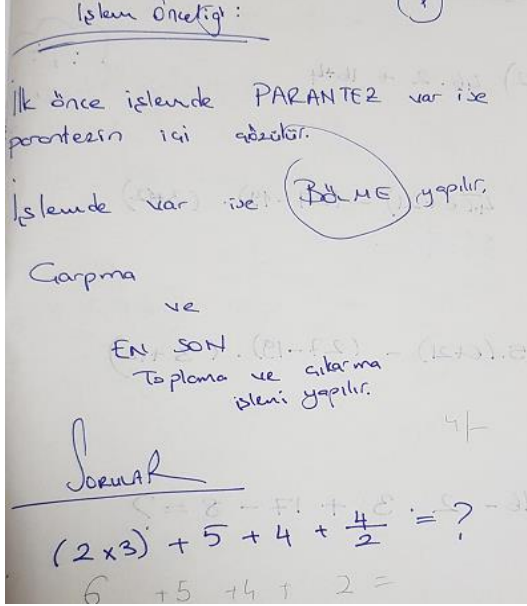 İşlem Önceliği :
İlk önce işlemde PARANTEZ var ise
parantezin içi çözülür.
İşlemde var ise BÖLME yapılır.
Çarpma
ve
EN SON
Toplama ve çıkarma
işlemi yapılır.
SORULAR
(2x3) + 5 + 4 + 4/2 = ?
6 +5 +4 + 2 =